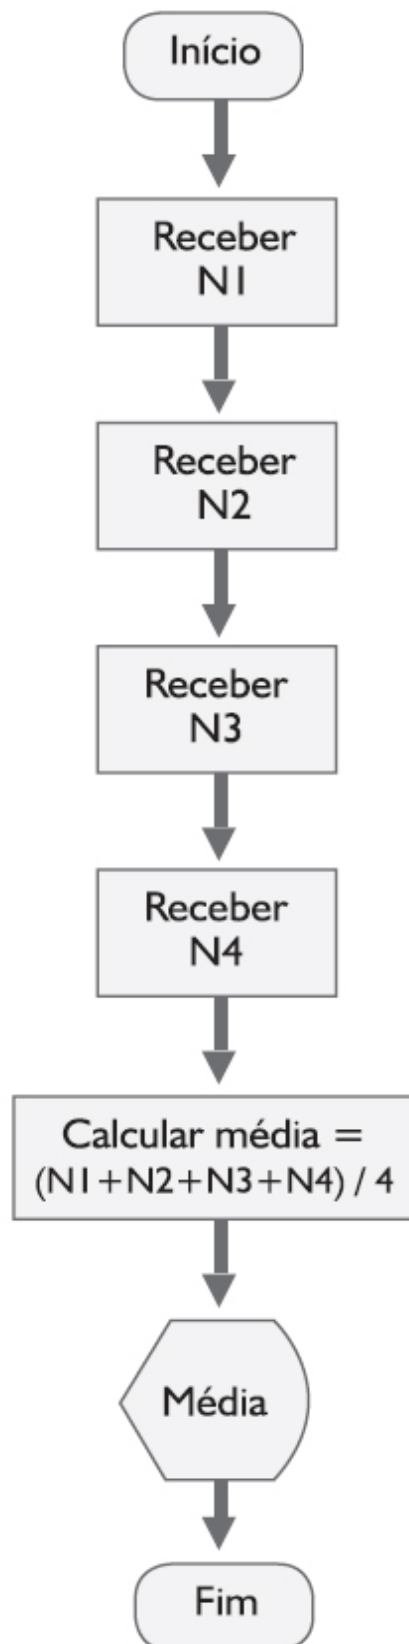 Início
Receber
N1
Receber
N2
Receber
N3
Receber
N4
Calcular média =
(N1+N2+N3+N4) / 4
Média
Fim